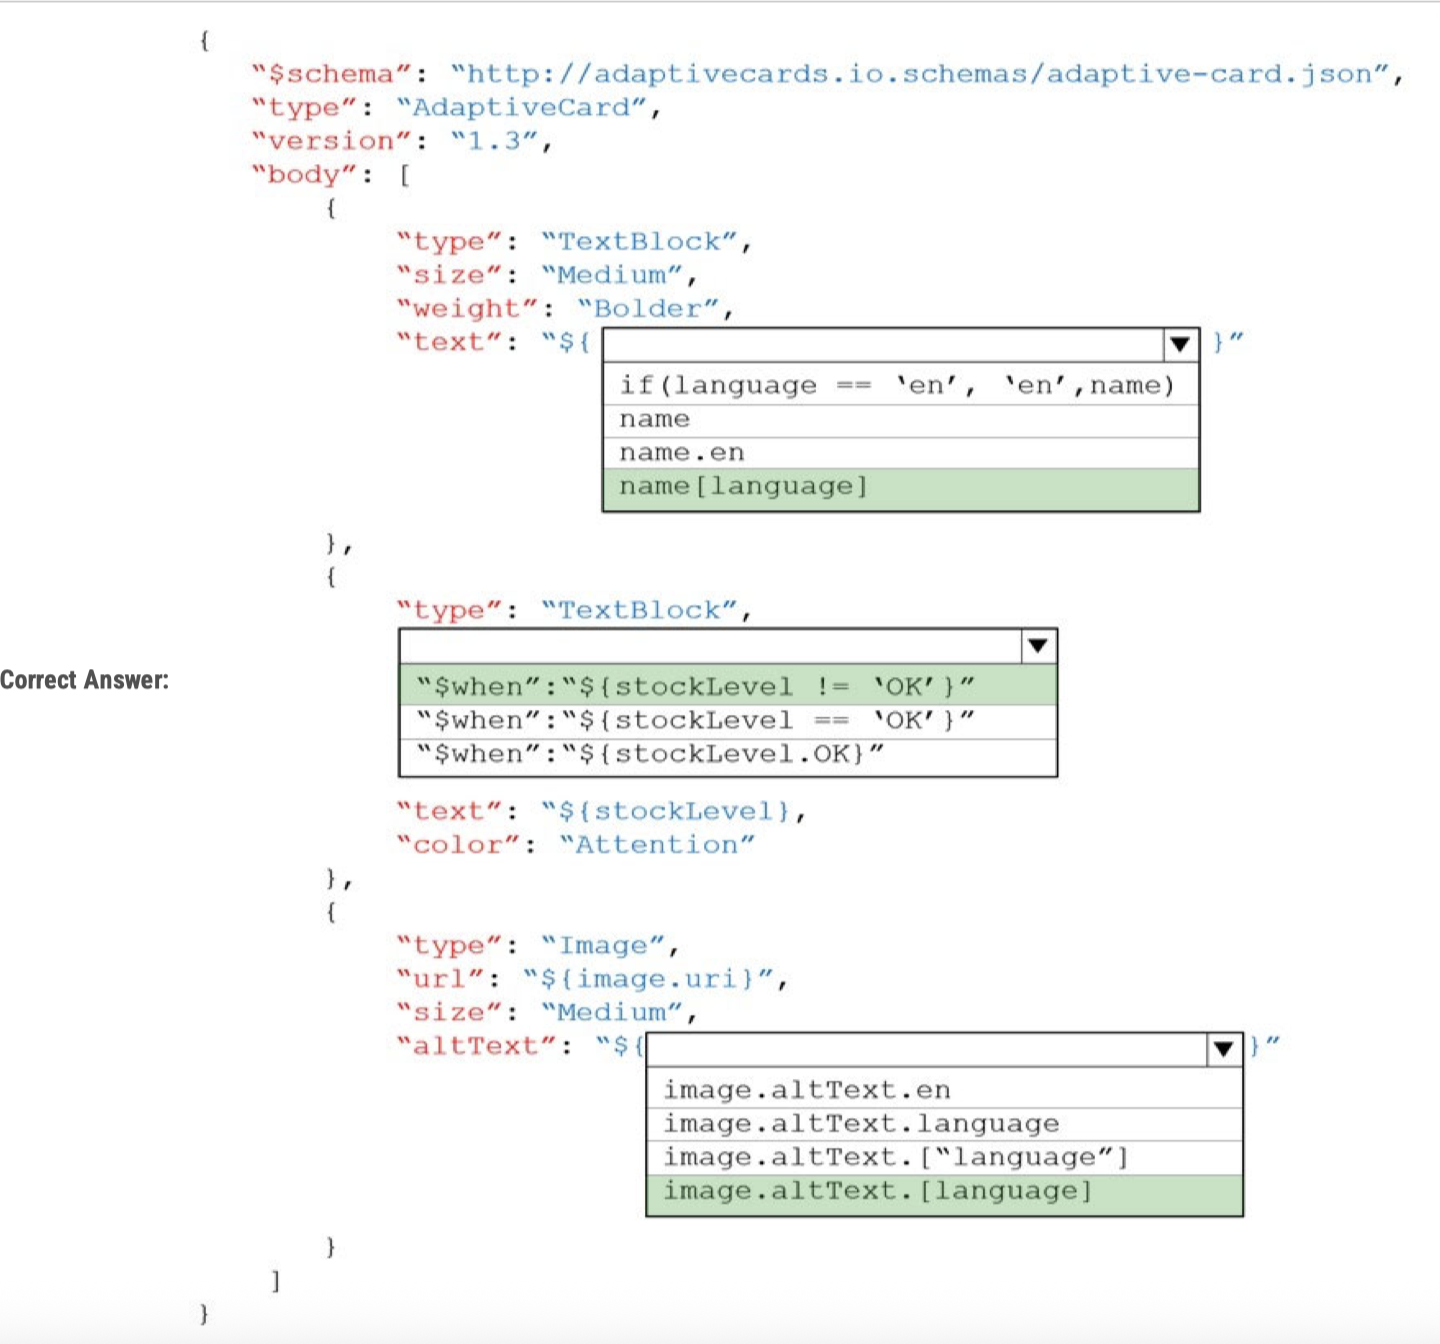 {
"$schema": "http://adaptivecards.io.schemas/adaptive-card.json",
"type": "AdaptiveCard",
"version": "1.3",
"body": [
{
"type": "TextBlock",
"size": "Medium",
"weight": "Bolder",
"text": "${ }"
if(language == 'en', 'en',name)
name
name.en
name[language]
},
{
"type": "TextBlock",
Correct Answer:
"$when":"${stockLevel != 'OK'}"
"$when":"${stockLevel == 'OK'}"
"$when":"${stockLevel.OK}"
"text": "${stockLevel},
"color": "Attention"
},
{
"type": "Image",
"url": "${image.uri}",
"size": "Medium",
"altText": "${ }"
image.altText.en
image.altText.language
image.altText.["language"]
image.altText.[language]
}
]
}